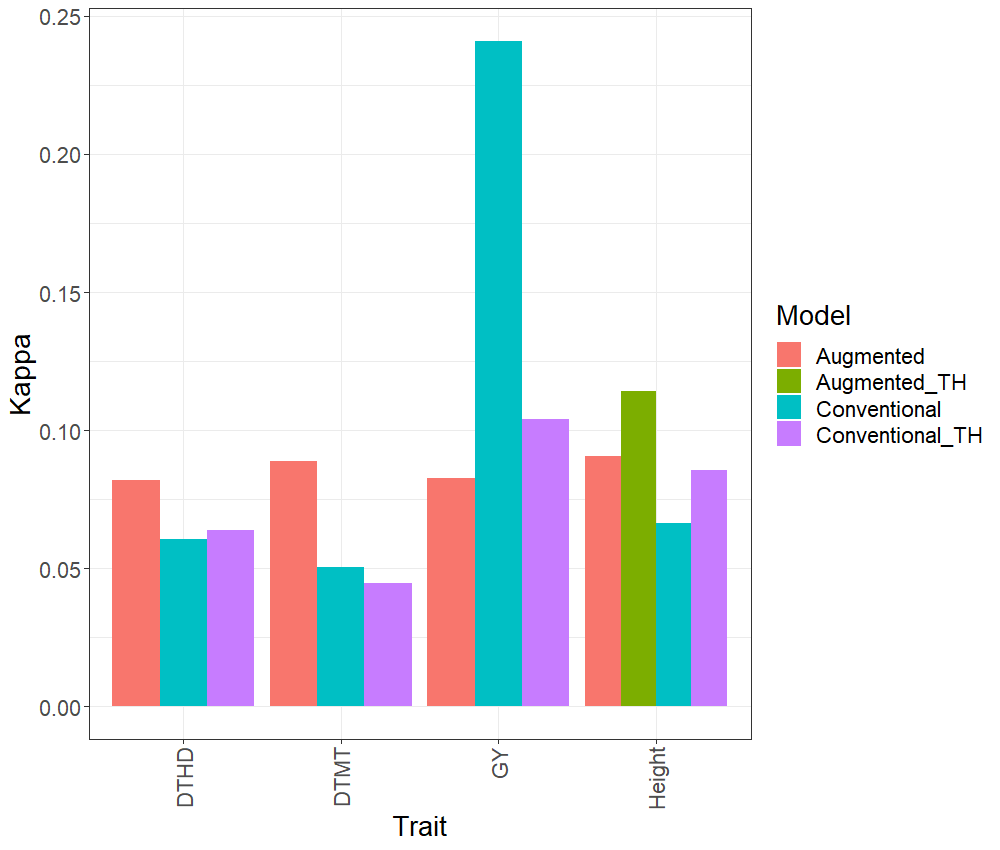 0.25
0.20
0.15
0.10
0.05
0.00
Kappa
DTHD
DTMT
GY
Height
Trait
Model
Augmented
Augmented_TH
Conventional
Conventional_TH